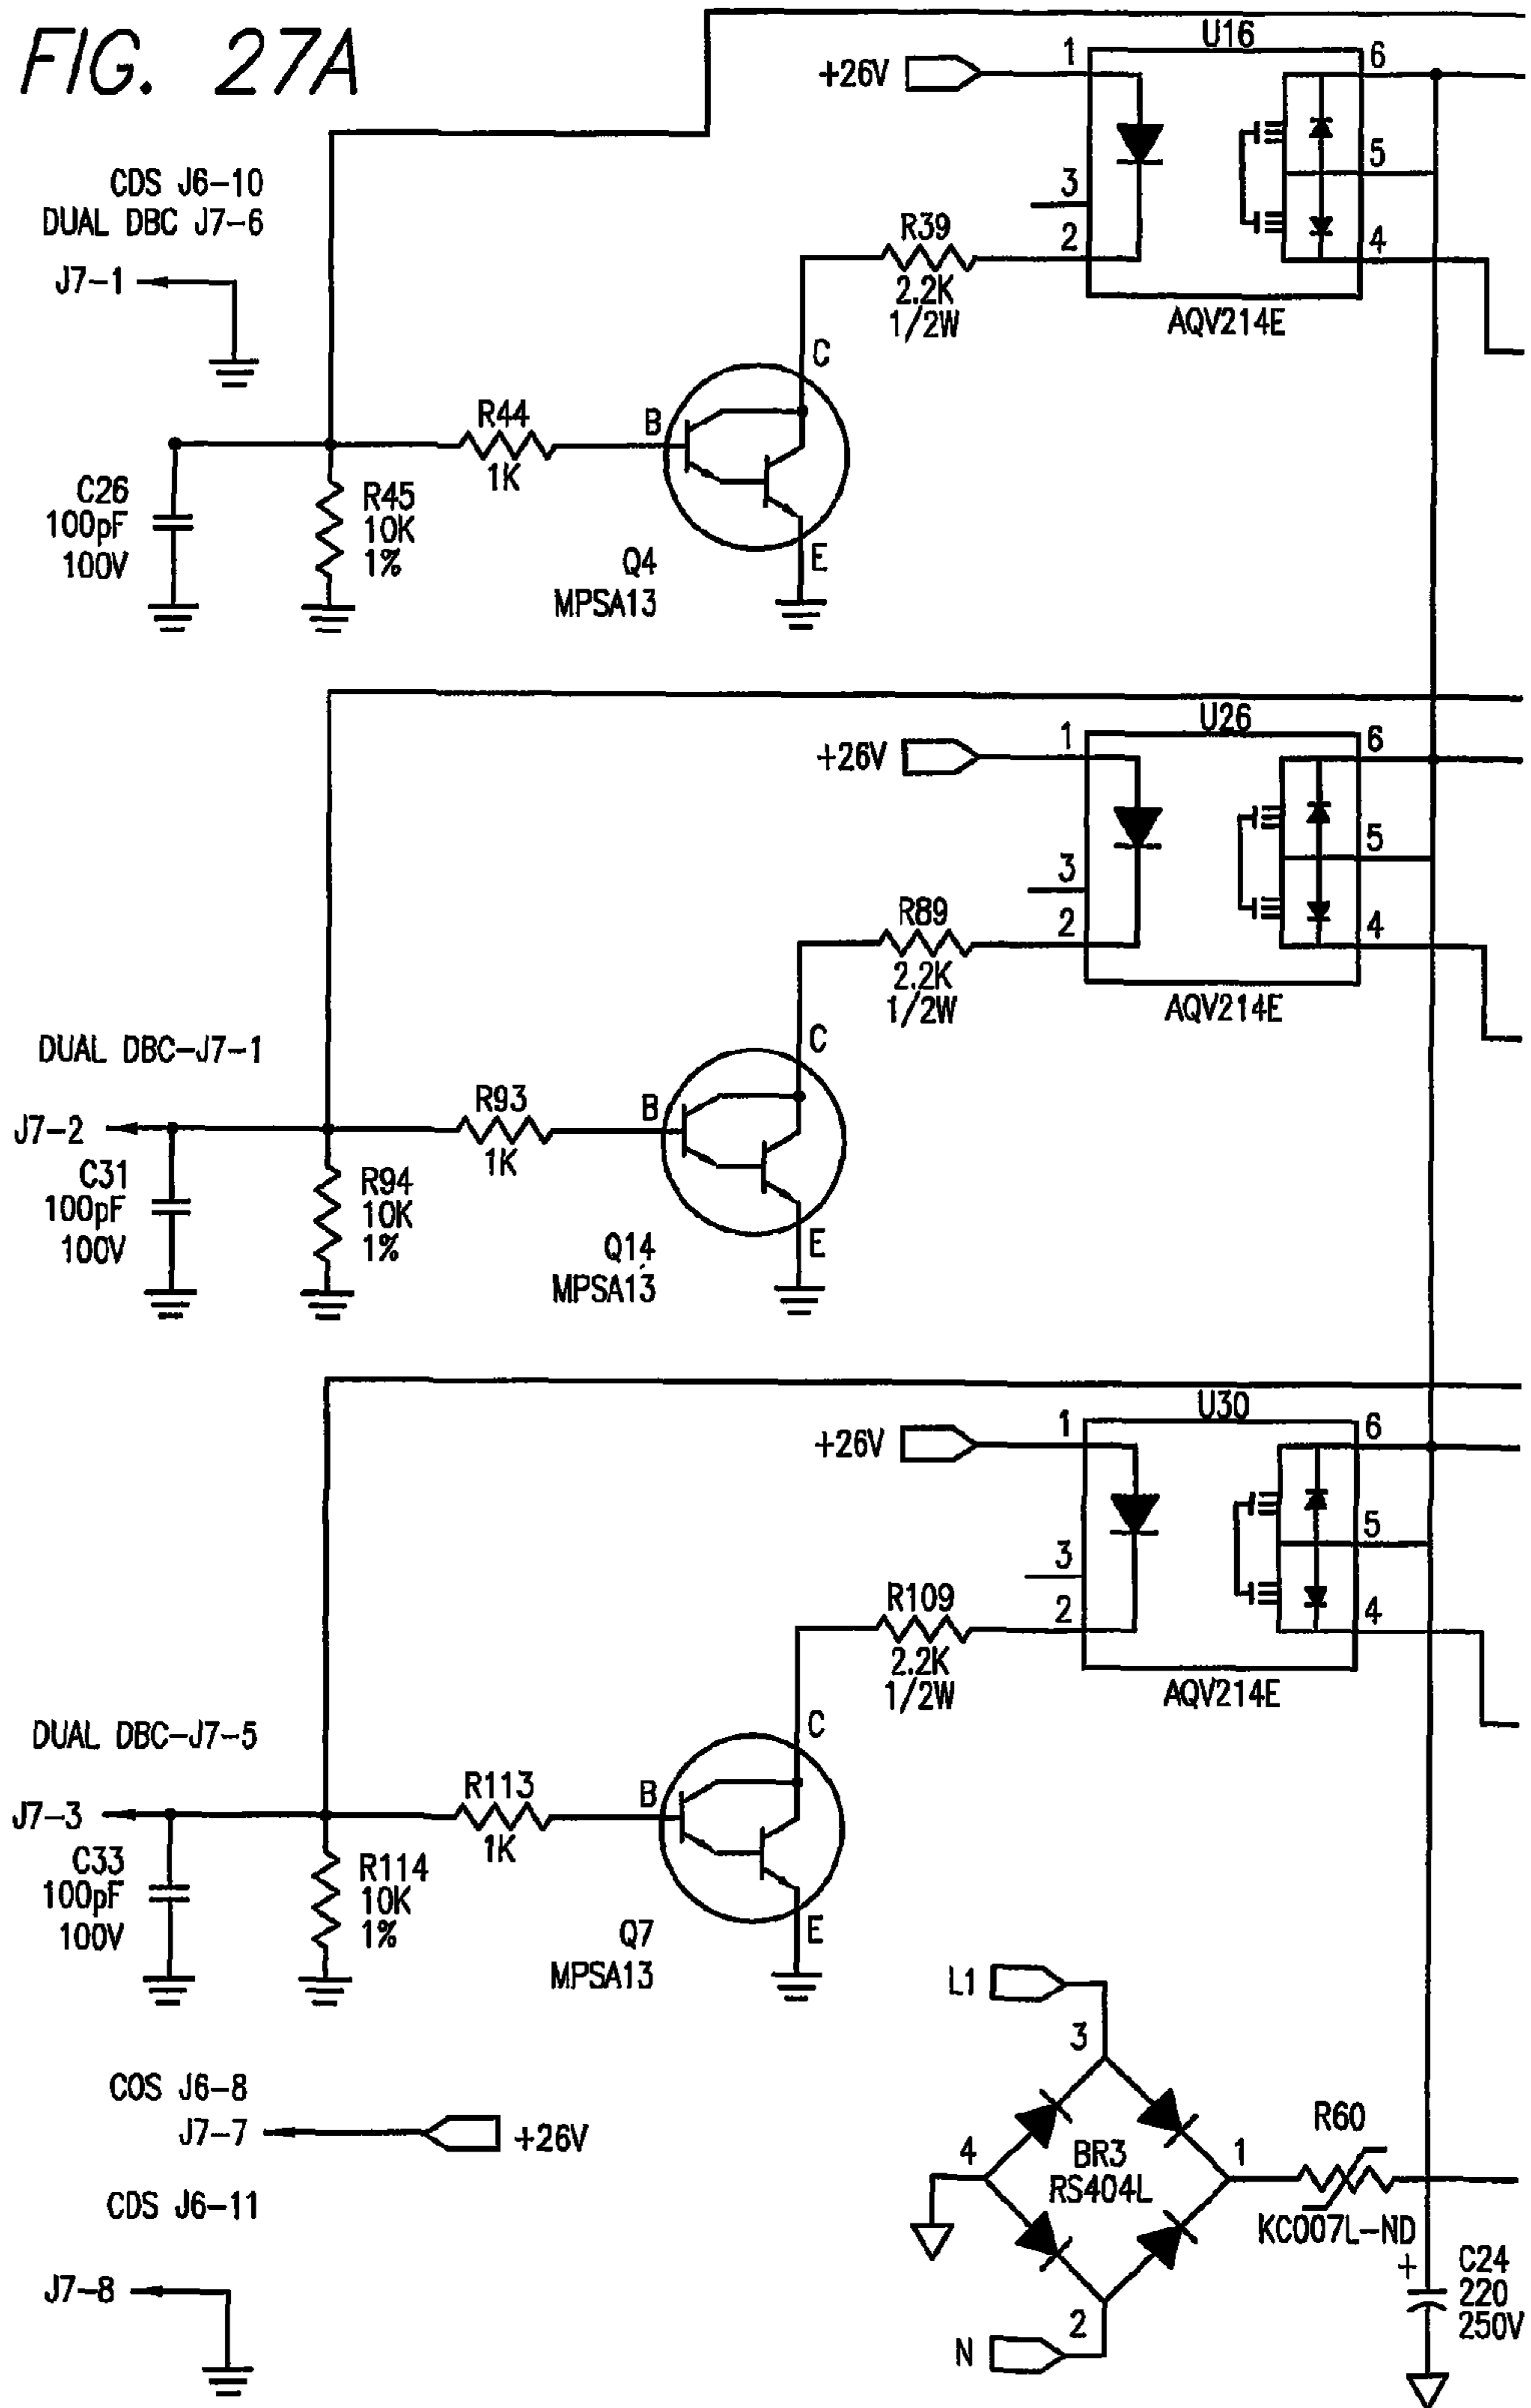 FIG. 27A
U16
+26V
1
6
5
3
2
4
CDS J6-10
DUAL DBC J7-6
J7-1
R39
2.2K
1/2W
AQV214E
C
R44
1K
B
C26
100pF
100V
R45
10K
1%
E
Q4
MPSA13
U26
+26V
1
6
5
3
2
4
R89
2.2K
1/2W
AQV214E
DUAL DBC-J7-1
C
R93
1K
B
J7-2
C31
100pF
100V
R94
10K
1%
E
Q14
MPSA13
U30
+26V
1
6
5
3
2
4
R109
2.2K
1/2W
AQV214E
DUAL DBC-J7-5
C
R113
1K
B
J7-3
C33
100pF
100V
R114
10K
1%
E
Q7
MPSA13
L1
3
COS J6-8
J7-7
+26V
4
BR3
RS404L
1
R60
KC007L-ND
CDS J6-11
J7-8
N
2
+
C24
220
250V